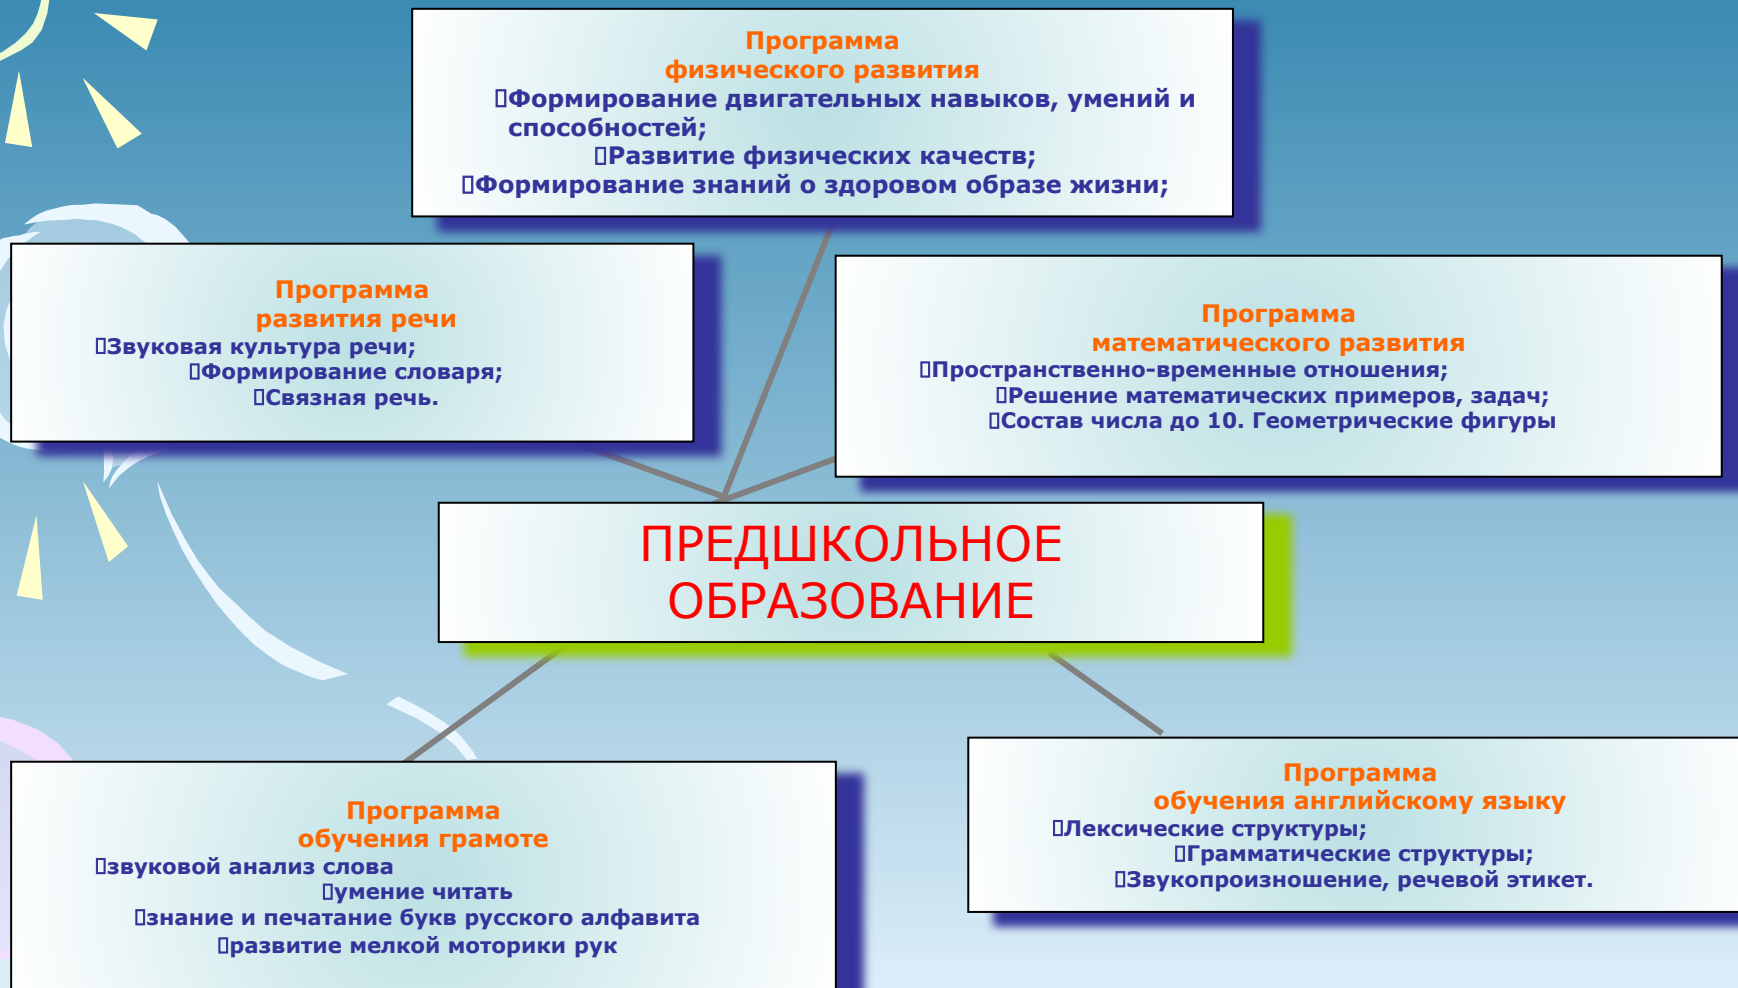 Программа
физического развития
Формирование двигательных навыков, умений и
способностей;
Развитие физических качеств;
Формирование знаний о здоровом образе жизни;
Программа
развития речи
Звуковая культура речи;
Формирование словаря;
Связная речь.
Программа
математического развития
Пространственно-временные отношения;
Решение математических примеров, задач;
Состав числа до 10. Геометрические фигуры
ПРЕДШКОЛЬНОЕ
ОБРАЗОВАНИЕ
Программа
обучения грамоте
звуковой анализ слова
умение читать
знание и печатание букв русского алфавита
развитие мелкой моторики рук
Программа
обучения английскому языку
Лексические структуры;
Грамматические структуры;
Звукопроизношение, речевой этикет.